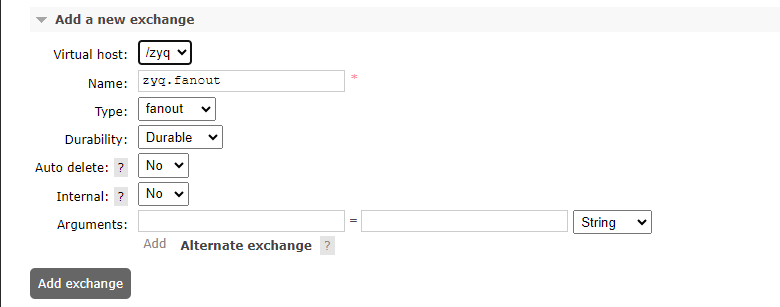 Add a new exchange
Virtual host: /zyq
Name: zyq.fanout *
Type: fanout
Durability: Durable
Auto delete: ? No
Internal: ? No
Arguments: = String
Add Alternate exchange ?
Add exchange